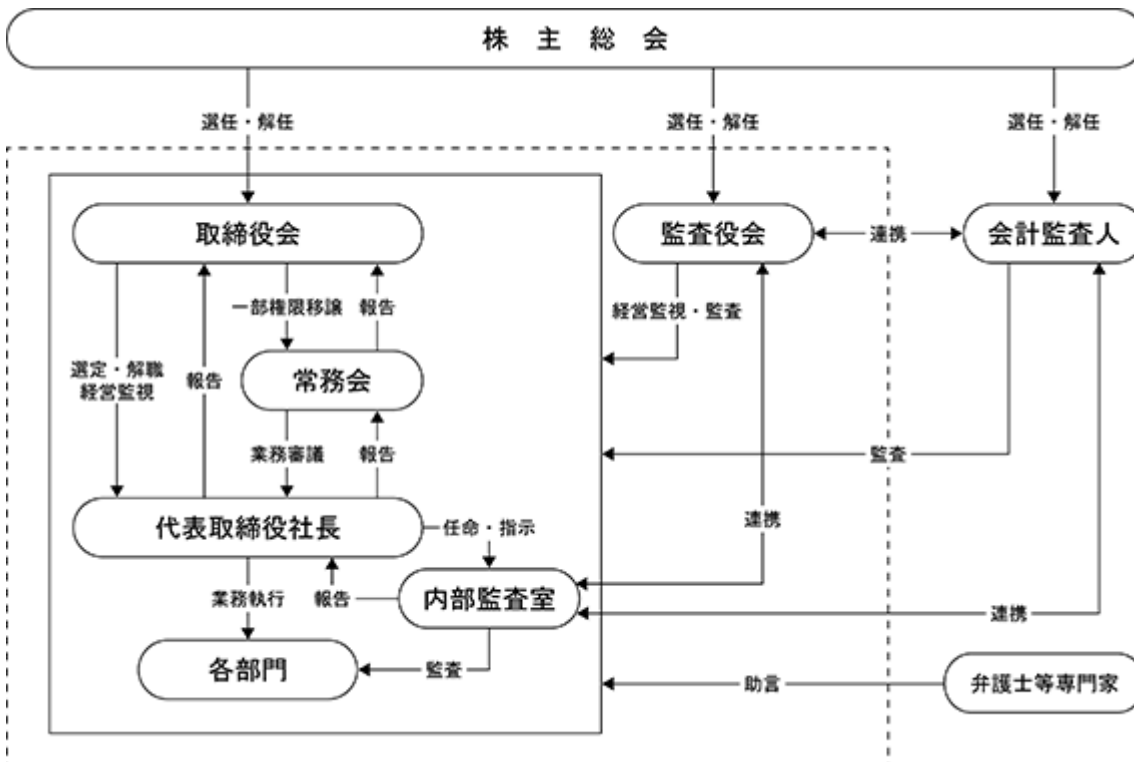 株主総会
選任・解任
選任・解任
選任・解任
取締役会
監査役会
連携
会計監査人
一部権限移譲
報告
経営監視・監査
選定・解職
経営監視
報告
常務会
業務審議
報告
監査
代表取締役社長
任命・指示
連携
業務執行
報告
内部監査室
連携
各部門
監査
助言
弁護士等専門家